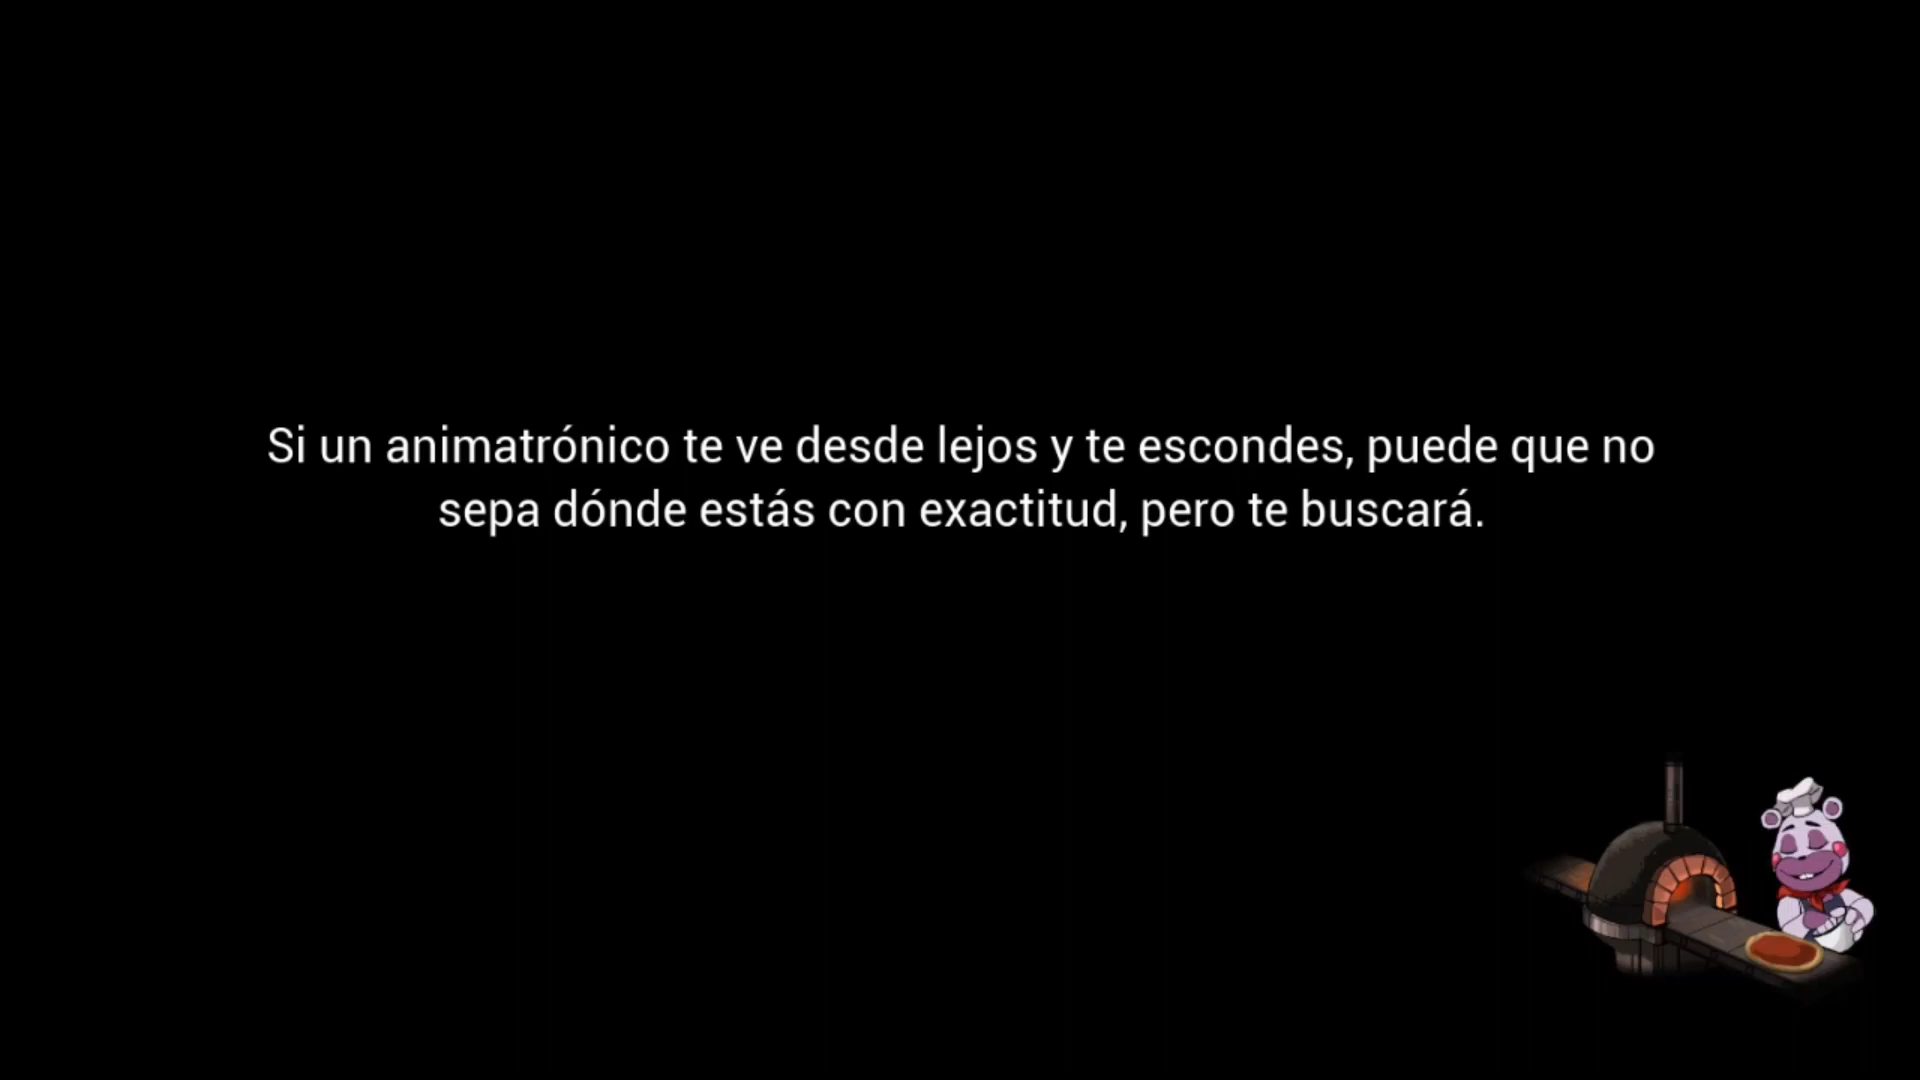 Si un animatrónico te ve desde lejos y te escondes, puede que no
sepa dónde estás con exactitud, pero te buscará.